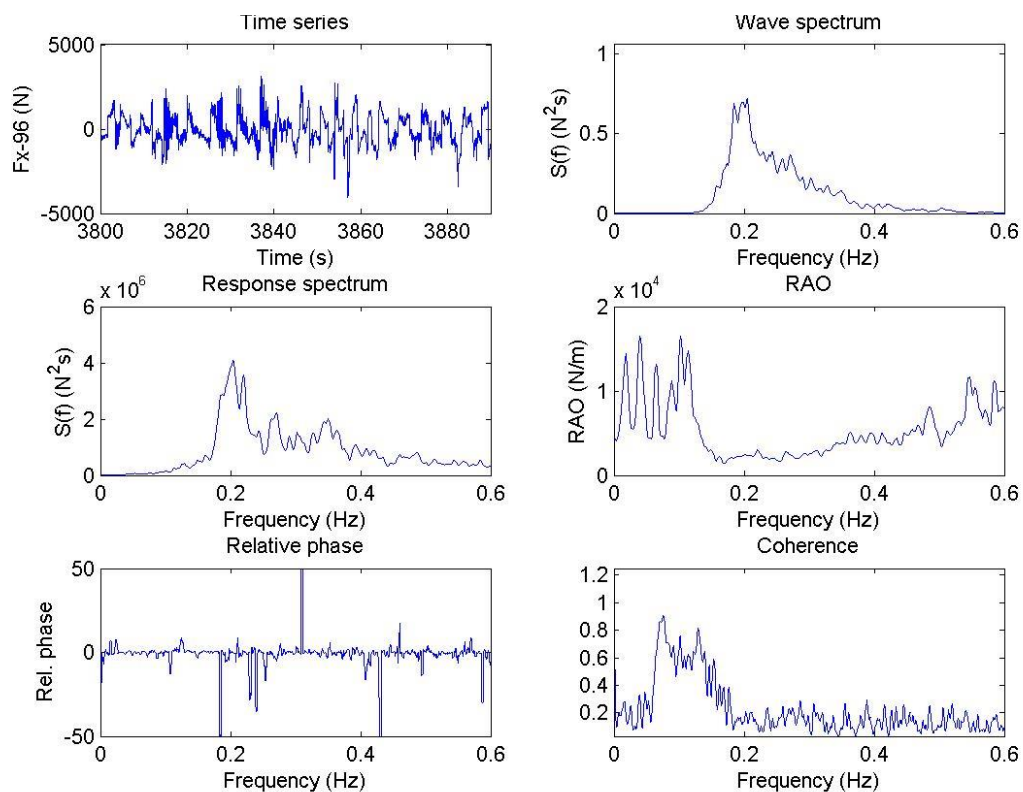 Time series
5000
0
-5000
Fx-96 (N)
3800 3820 3840 3860 3880
Time (s)
Wave spectrum
1
0.5
0
S(f) (N²s)
0 0.2 0.4 0.6
Frequency (Hz)
Response spectrum
x 10⁶
6
4
2
0
S(f) (N²s)
0 0.2 0.4 0.6
Frequency (Hz)
RAO
x 10⁴
2
1
0
RAO (N/m)
0 0.2 0.4 0.6
Frequency (Hz)
Relative phase
50
0
-50
Rel. phase
0 0.2 0.4 0.6
Frequency (Hz)
Coherence
1.2
1
0.8
0.6
0.4
0.2
0 0.2 0.4 0.6
Frequency (Hz)